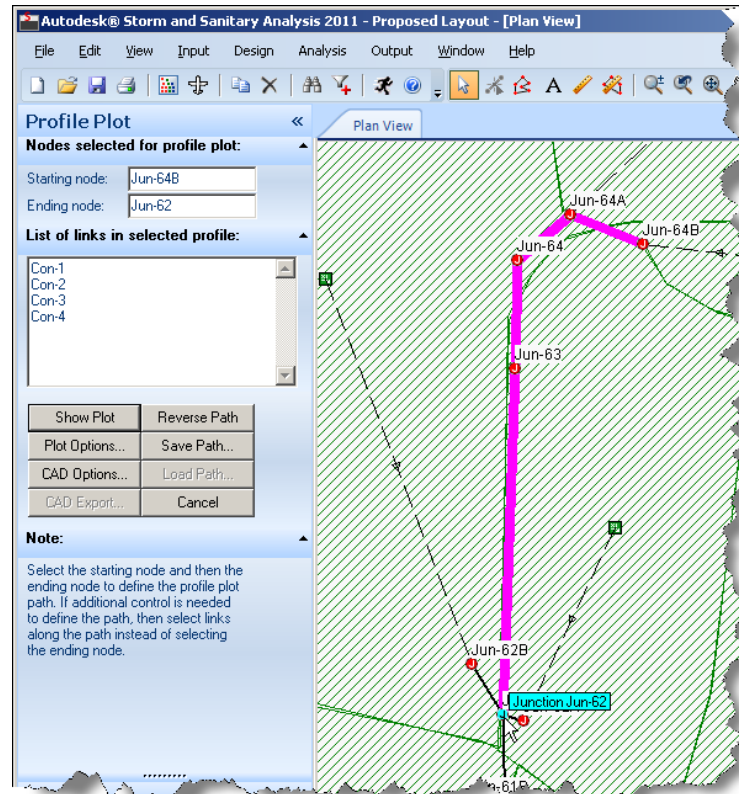 Autodesk® Storm and Sanitary Analysis 2011 - Proposed Layout - [Plan View]
File Edit View Input Design Analysis Output Window Help
Profile Plot
Nodes selected for profile plot:
Starting node: Jun-64B
Ending node: Jun-62
List of links in selected profile:
Con-1
Con-2
Con-3
Con-4
Show Plot Reverse Path
Plot Options... Save Path...
CAD Options... Load Path...
CAD Export... Cancel
Note:
Select the starting node and then the
ending node to define the profile plot
path. If additional control is needed
to define the path, then select links
along the path instead of selecting
the ending node.
Plan View
Jun-64A
Jun-64B
Jun-64
Jun-63
Jun-62B
Junction Jun-62